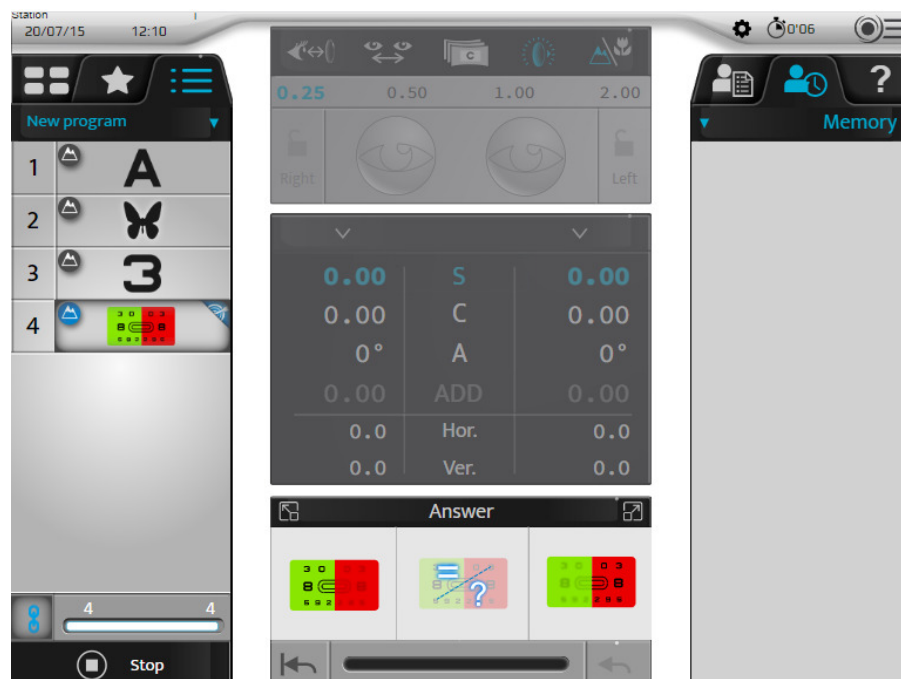 Station
20/07/15 12:10
0'06
New program
1 A
2
3 3
4
4 4
Stop
C
0.25 0.50 1.00 2.00
Right Left
0.00 S 0.00
0.00 C 0.00
0° A 0°
0.00 ADD 0.00
0.0 Hor. 0.0
0.0 Ver. 0.0
Answer
?
Memory